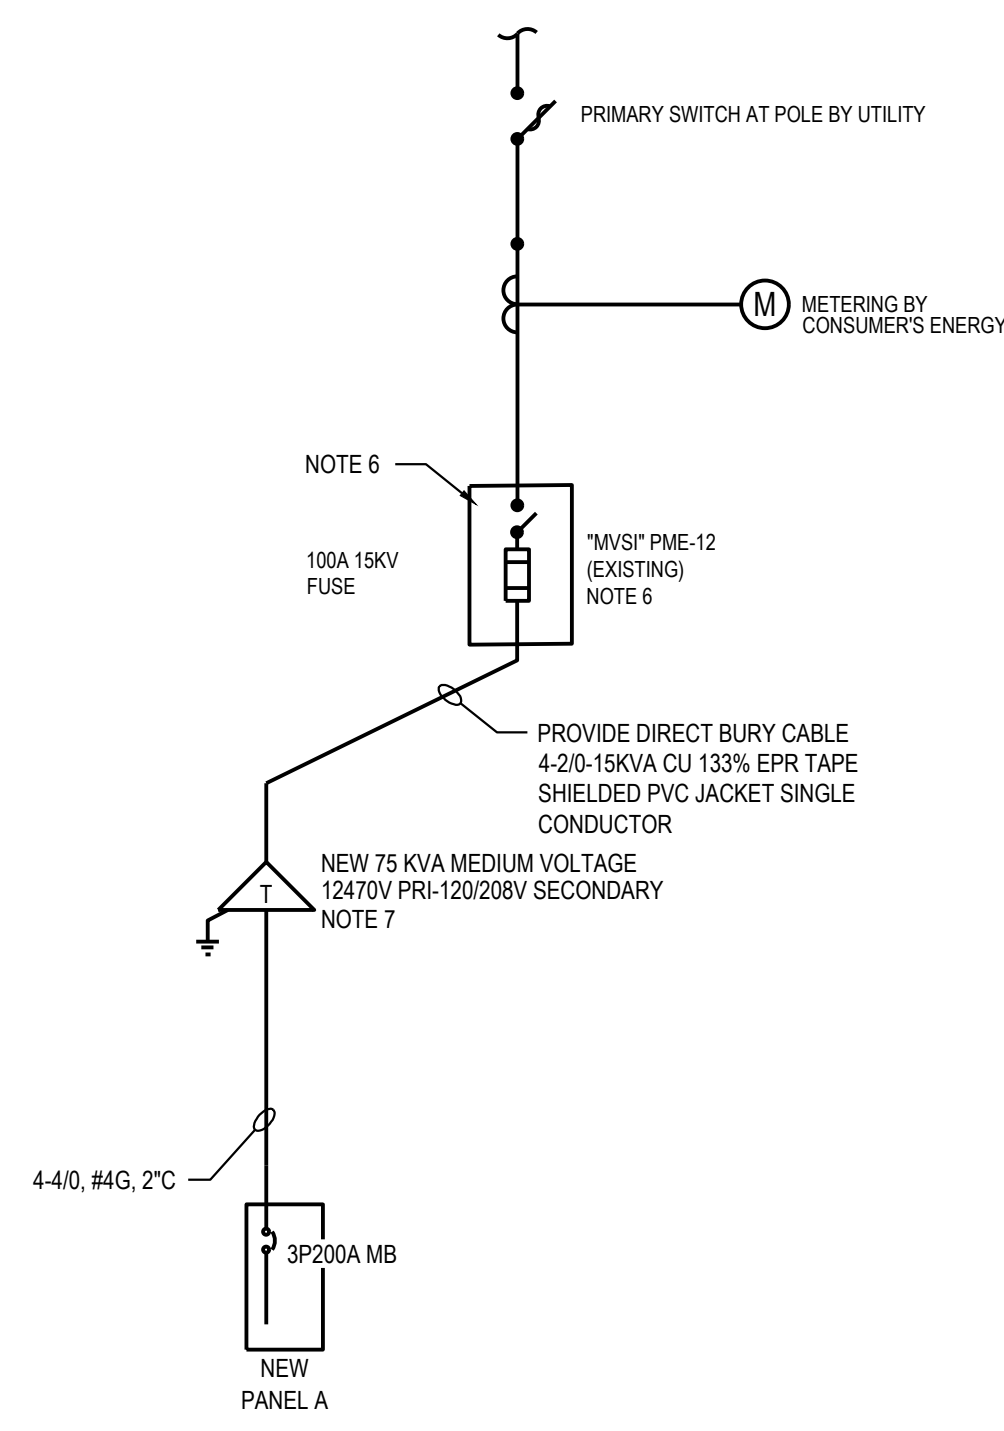 PRIMARY SWITCH AT POLE BY UTILITY
M
METERING BY
CONSUMER'S ENERGY
NOTE 6
100A 15KV
FUSE
"MVSI" PME-12
(EXISTING)
NOTE 6
PROVIDE DIRECT BURY CABLE
4-2/0-15KVA CU 133% EPR TAPE
SHIELDED PVC JACKET SINGLE
CONDUCTOR
T
NEW 75 KVA MEDIUM VOLTAGE
12470V PRI-120/208V SECONDARY
NOTE 7
4-4/0, #4G, 2"C
3P200A MB
NEW
PANEL A